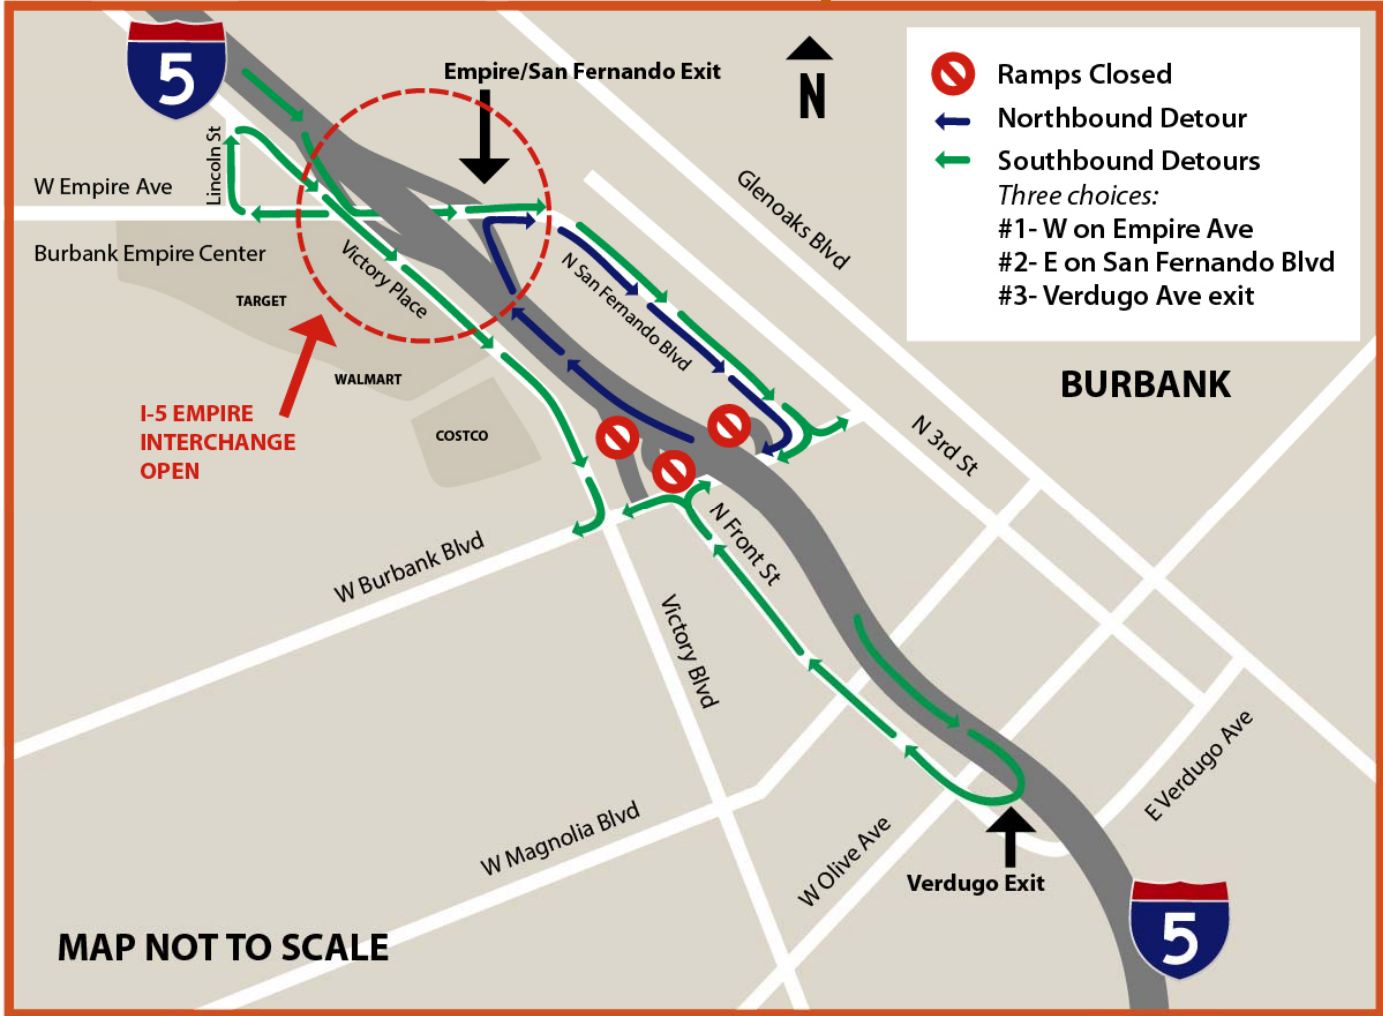 5
Empire/San Fernando Exit
N
Ramps Closed
Northbound Detour
Southbound Detours
Three choices:
#1- W on Empire Ave
#2- E on San Fernando Blvd
#3- Verdugo Ave exit
Lincoln St
W Empire Ave
Burbank Empire Center
Victory Place
N San Fernando Blvd
Glenoaks Blvd
TARGET
WALMART
COSTCO
I-5 EMPIRE
INTERCHANGE
OPEN
BURBANK
N 3rd St
N Front St
W Burbank Blvd
Victory Blvd
E Verdugo Ave
W Magnolia Blvd
W Olive Ave
Verdugo Exit
5
MAP NOT TO SCALE